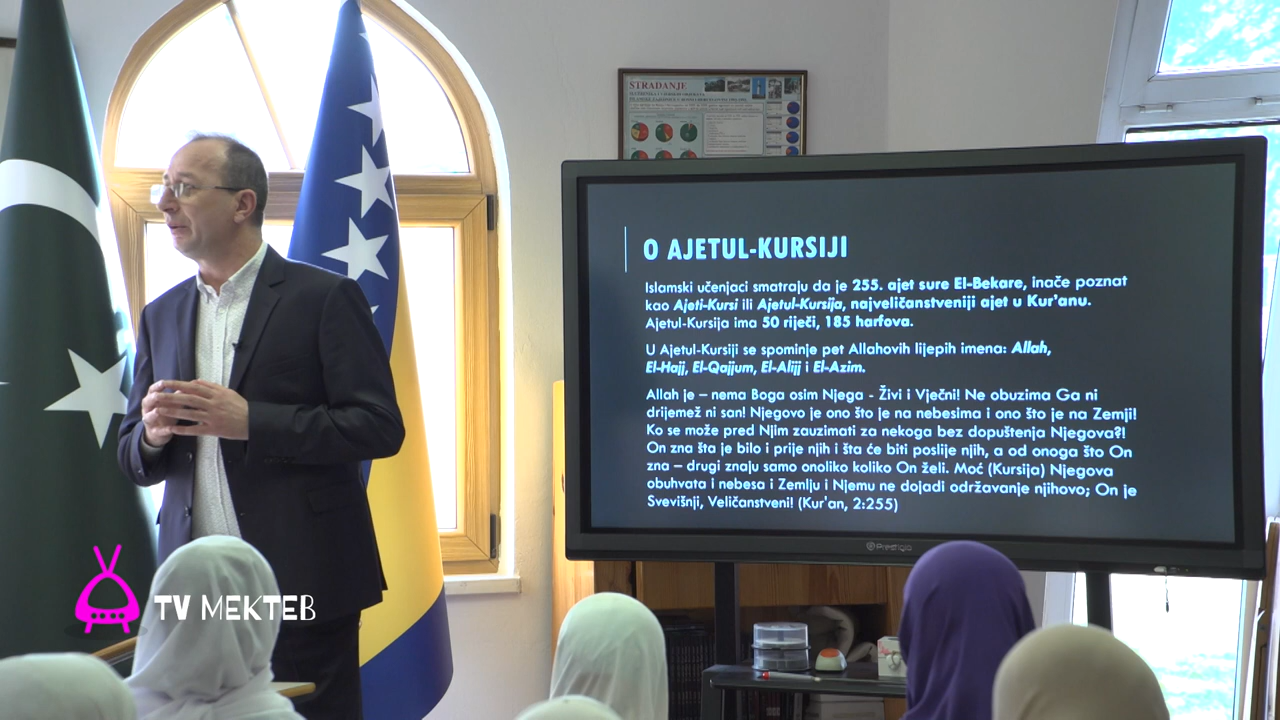 STRADANJE
O AJETUL-KURSIJI
Islamski učenjaci smatraju da je 255. ajet sure El-Bekare, inače poznat
kao Ajeti-Kursi ili Ajetul-Kursija, najveličanstveniji ajet u Kur'anu.
Ajetul-Kursija ima 50 riječi, 185 harfova.
U Ajetul-Kursiji se spominje pet Allahovih lijepih imena: Allah,
El-Hajj, El-Qajjum, El-Alijj i El-Azim.
Allah je – nema Boga osim Njega - Živi i Vječni! Ne obuzima Ga ni
drijemež ni san! Njegovo je ono što je na nebesima i ono što je na Zemji!
Ko se može pred Njim zauzimati za nekoga bez dopuštenja Njegova?!
On zna šta je bilo i prije njih i šta će biti poslije njih, a od onoga što On
zna – drugi znaju samo onoliko koliko On želi. Moć (Kursija) Njegova
obuhvata i nebesa i Zemlju i Njemu ne dojadi održavanje njihovo; On je
Svevišnji, Veličanstveni! (Kur'an, 2:255)
Prestigio
TV MEKTEB